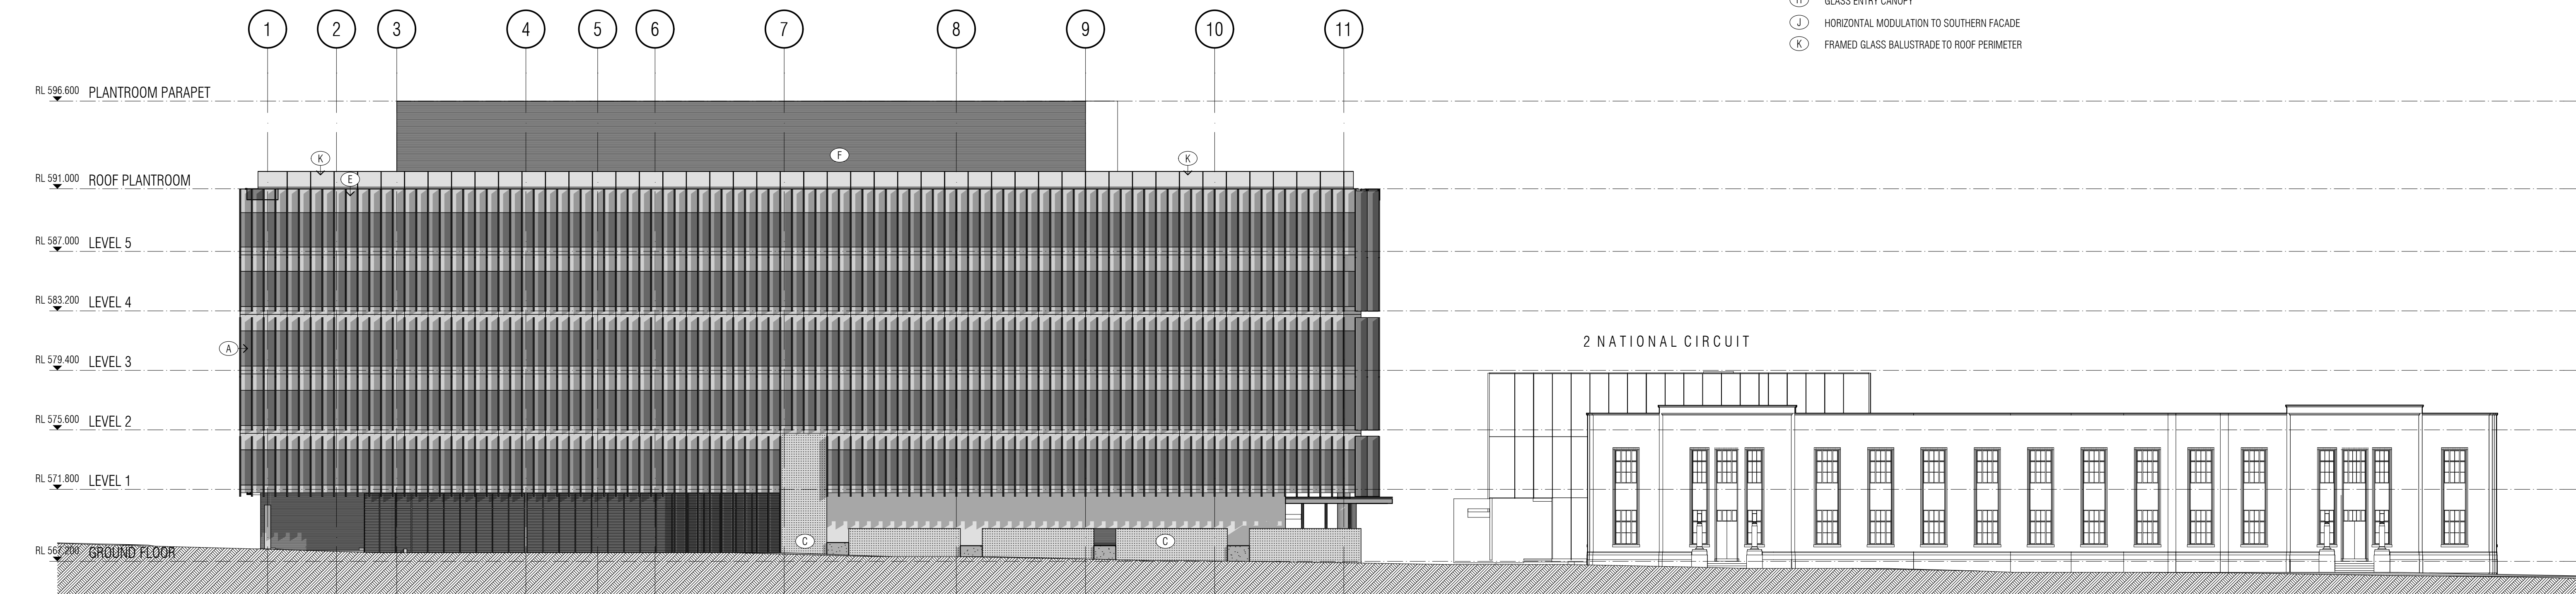 H GLASS ENTRY CANOPY
J HORIZONTAL MODULATION TO SOUTHERN FACADE
K FRAMED GLASS BALUSTRADE TO ROOF PERIMETER
1 2 3 4 5 6 7 8 9 10 11
RL 596.600 PLANTROOM PARAPET
F
K K
E
RL 591.000 ROOF PLANTROOM
RL 587.000 LEVEL 5
RL 583.200 LEVEL 4
2 NATIONAL CIRCUIT
A
RL 579.400 LEVEL 3
RL 575.600 LEVEL 2
RL 571.800 LEVEL 1
C C
RL 567.200 GROUND FLOOR